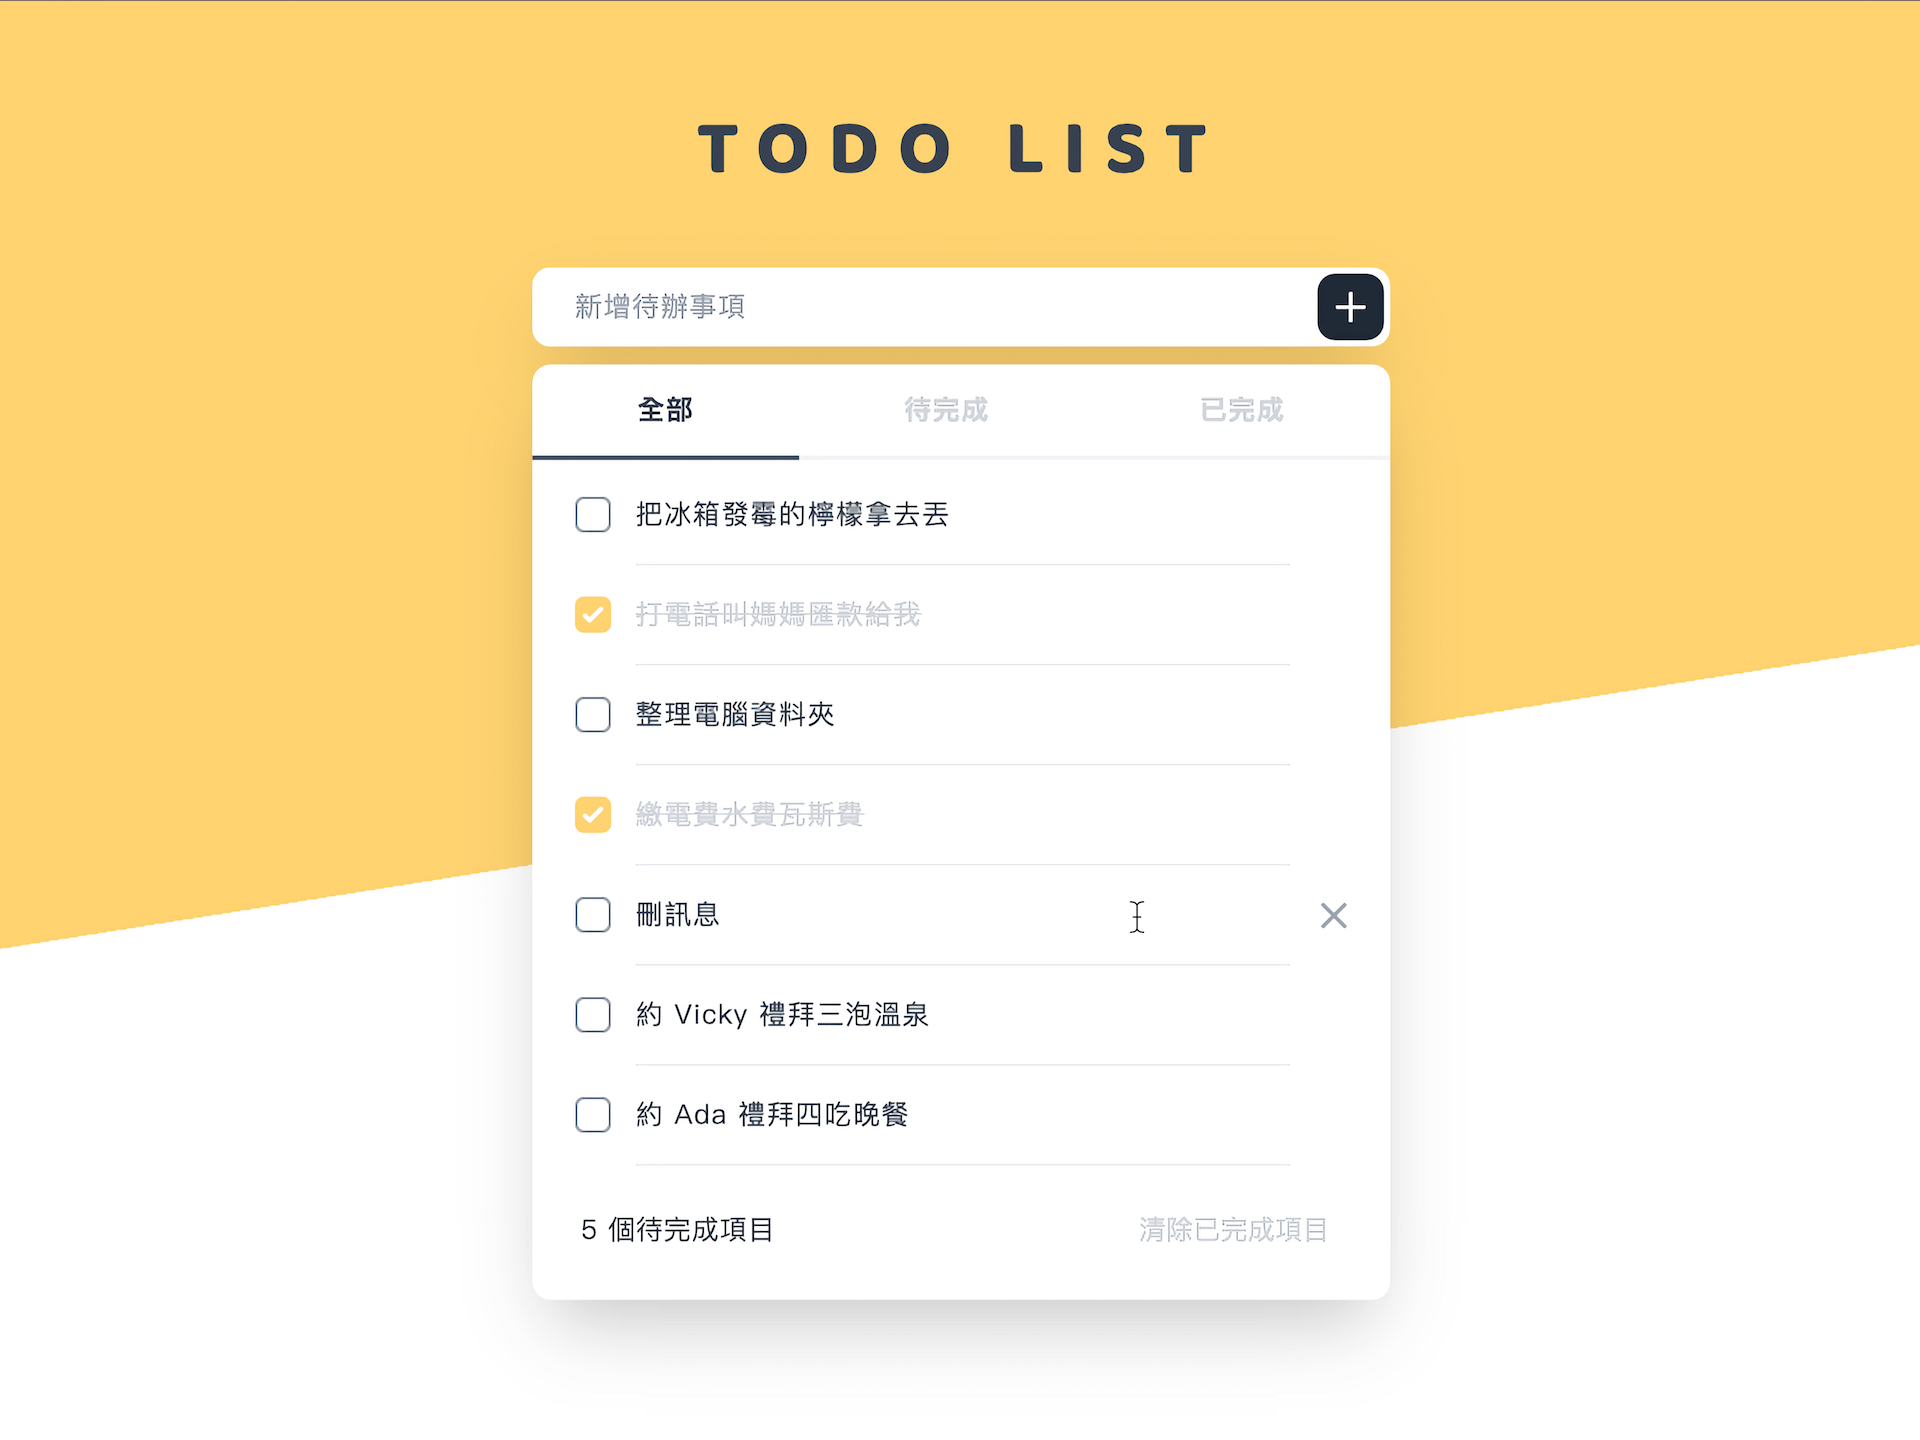 TODO LIST
新增待辦事項
全部 待完成 已完成
把冰箱發霉的檸檬拿去丟
打電話叫媽媽匯款給我
整理電腦資料夾
繳電費水費瓦斯費
刪訊息
約 Vicky 禮拜三泡溫泉
約 Ada 禮拜四吃晚餐
5 個待完成項目 清除已完成項目